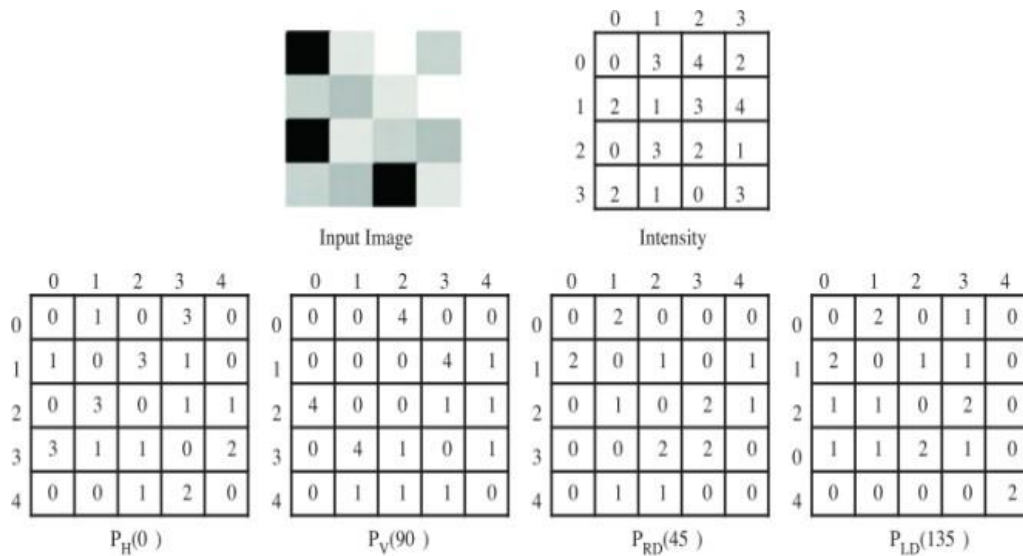 0 1 2 3
0 0 3 4 2
1 2 1 3 4
2 0 3 2 1
3 2 1 0 3
Input Image
Intensity
0 1 2 3 4
0 0 1 0 3 0
1 1 0 3 1 0
2 0 3 0 1 1
3 3 1 1 0 2
4 0 0 1 2 0
P_H(0 )
0 1 2 3 4
0 0 0 4 0 0
1 0 0 0 4 1
2 4 0 0 1 1
3 0 4 1 0 1
4 0 1 1 1 0
P_V(90 )
0 1 2 3 4
0 0 2 0 0 0
1 2 0 1 0 1
2 0 1 0 2 1
3 0 0 2 2 0
4 0 1 1 0 0
P_RD(45 )
0 1 2 3 4
0 0 2 0 1 0
1 2 0 1 1 0
2 1 1 0 2 0
0 1 1 2 1 0
4 0 0 0 0 2
P_LD(135 )